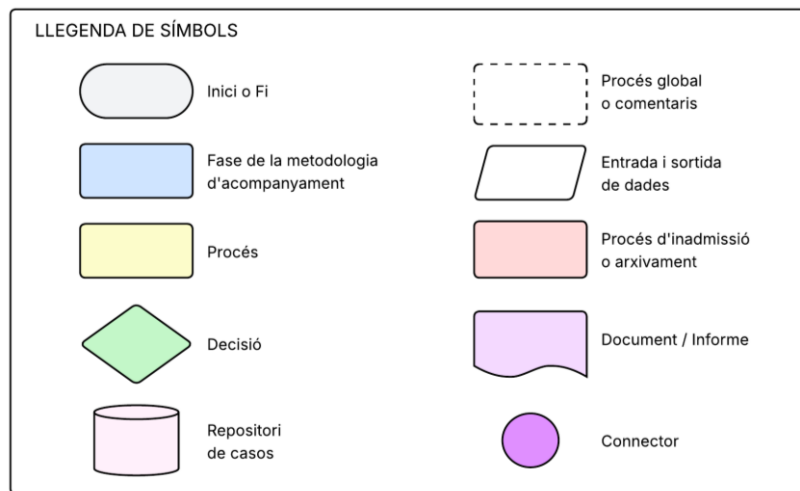 LLEGENDA DE SÍMBOLS
Inici o Fi
Fase de la metodologia
d'acompanyament
Procés
Decisió
Repositori
de casos
Procés global
o comentaris
Entrada i sortida
de dades
Procés d'inadmissió
o arxivament
Document / Informe
Connector